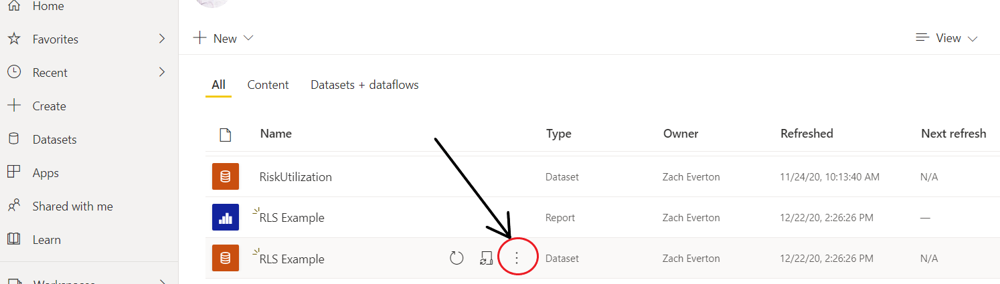 Home
Favorites
Recent
Create
Datasets
Apps
Shared with me
Learn
Workspaces
New
View
All Content Datasets + dataflows
Name Type Owner Refreshed Next refresh
RiskUtilization Dataset Zach Everton 11/24/20, 10:13:40 AM N/A
RLS Example Report Zach Everton 12/22/20, 2:26:26 PM —
RLS Example Dataset Zach Everton 12/22/20, 2:26:26 PM N/A